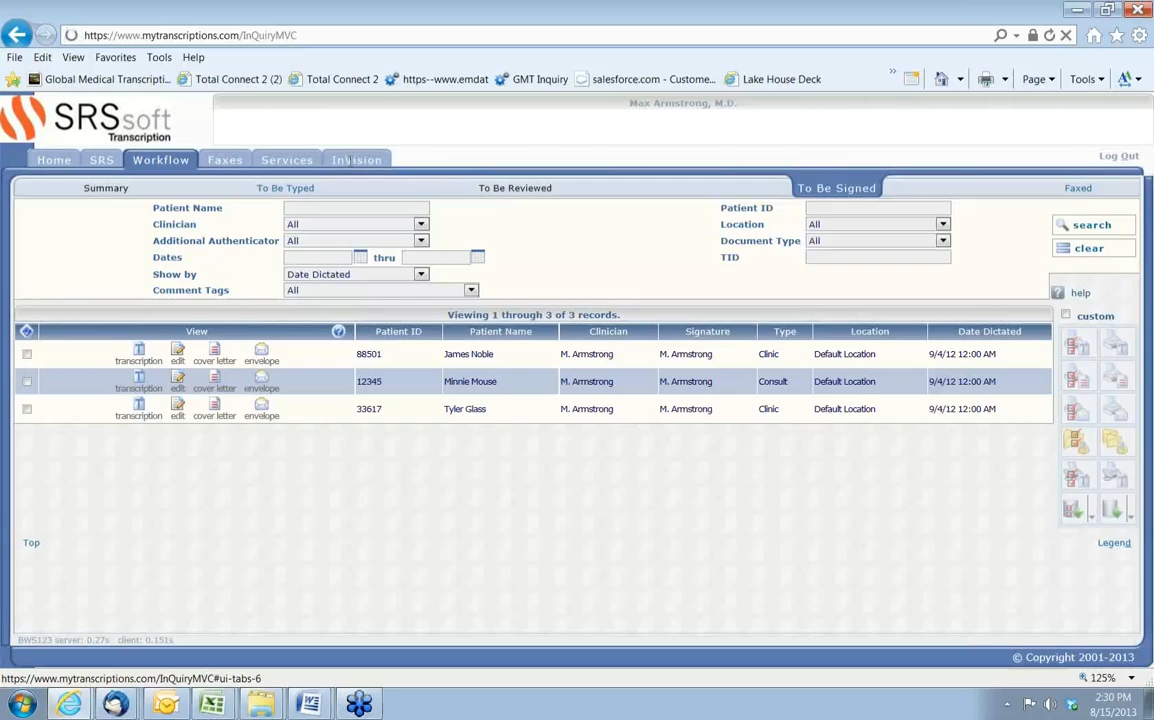 https://www.mytranscriptions.com/InQuiryMVC
File Edit View Favorites Tools Help
Global Medical Transcripti... Total Connect 2 (2) Total Connect 2 https--www.emdat GMT Inquiry salesforce.com - Custome... Lake House Deck » Page Tools
SRSsoft
Transcription
Max Armstrong, M.D.
Home SRS Workflow Faxes Services InVision Log Out
Summary To Be Typed To Be Reviewed To Be Signed Faxed
Patient Name Patient ID
Clinician All Location All search
Additional Authenticator All Document Type All clear
Dates thru TID
Show by Date Dictated
Comment Tags All help
custom
Viewing 1 through 3 of 3 records.
View Patient ID Patient Name Clinician Signature Type Location Date Dictated
transcription edit cover letter envelope 88501 James Noble M. Armstrong M. Armstrong Clinic Default Location 9/4/12 12:00 AM
transcription edit cover letter envelope 12345 Minnie Mouse M. Armstrong M. Armstrong Consult Default Location 9/4/12 12:00 AM
transcription edit cover letter envelope 33617 Tyler Glass M. Armstrong M. Armstrong Clinic Default Location 9/4/12 12:00 AM
Top Legend
BWS123 server: 0.27s client: 0.151s
© Copyright 2001-2013
https://www.mytranscriptions.com/InQuiryMVC#ui-tabs-6 125%
2:30 PM
8/15/2013